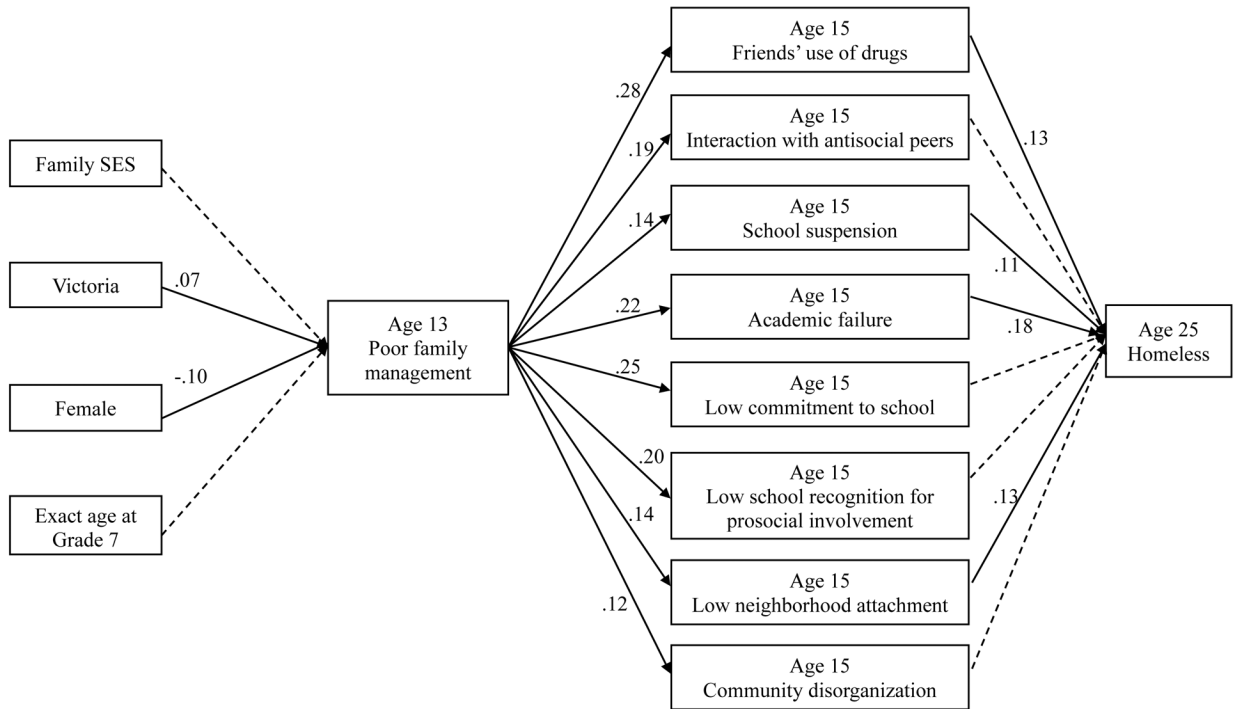 Family SES
Victoria
Female
Exact age at
Grade 7
.07
-.10
Age 13
Poor family
management
.28
.19
.14
.22
.25
.20
.14
.12
Age 15
Friends’ use of drugs
Age 15
Interaction with antisocial peers
Age 15
School suspension
Age 15
Academic failure
Age 15
Low commitment to school
Age 15
Low school recognition for
prosocial involvement
Age 15
Low neighborhood attachment
Age 15
Community disorganization
.13
.11
.18
.13
Age 25
Homeless